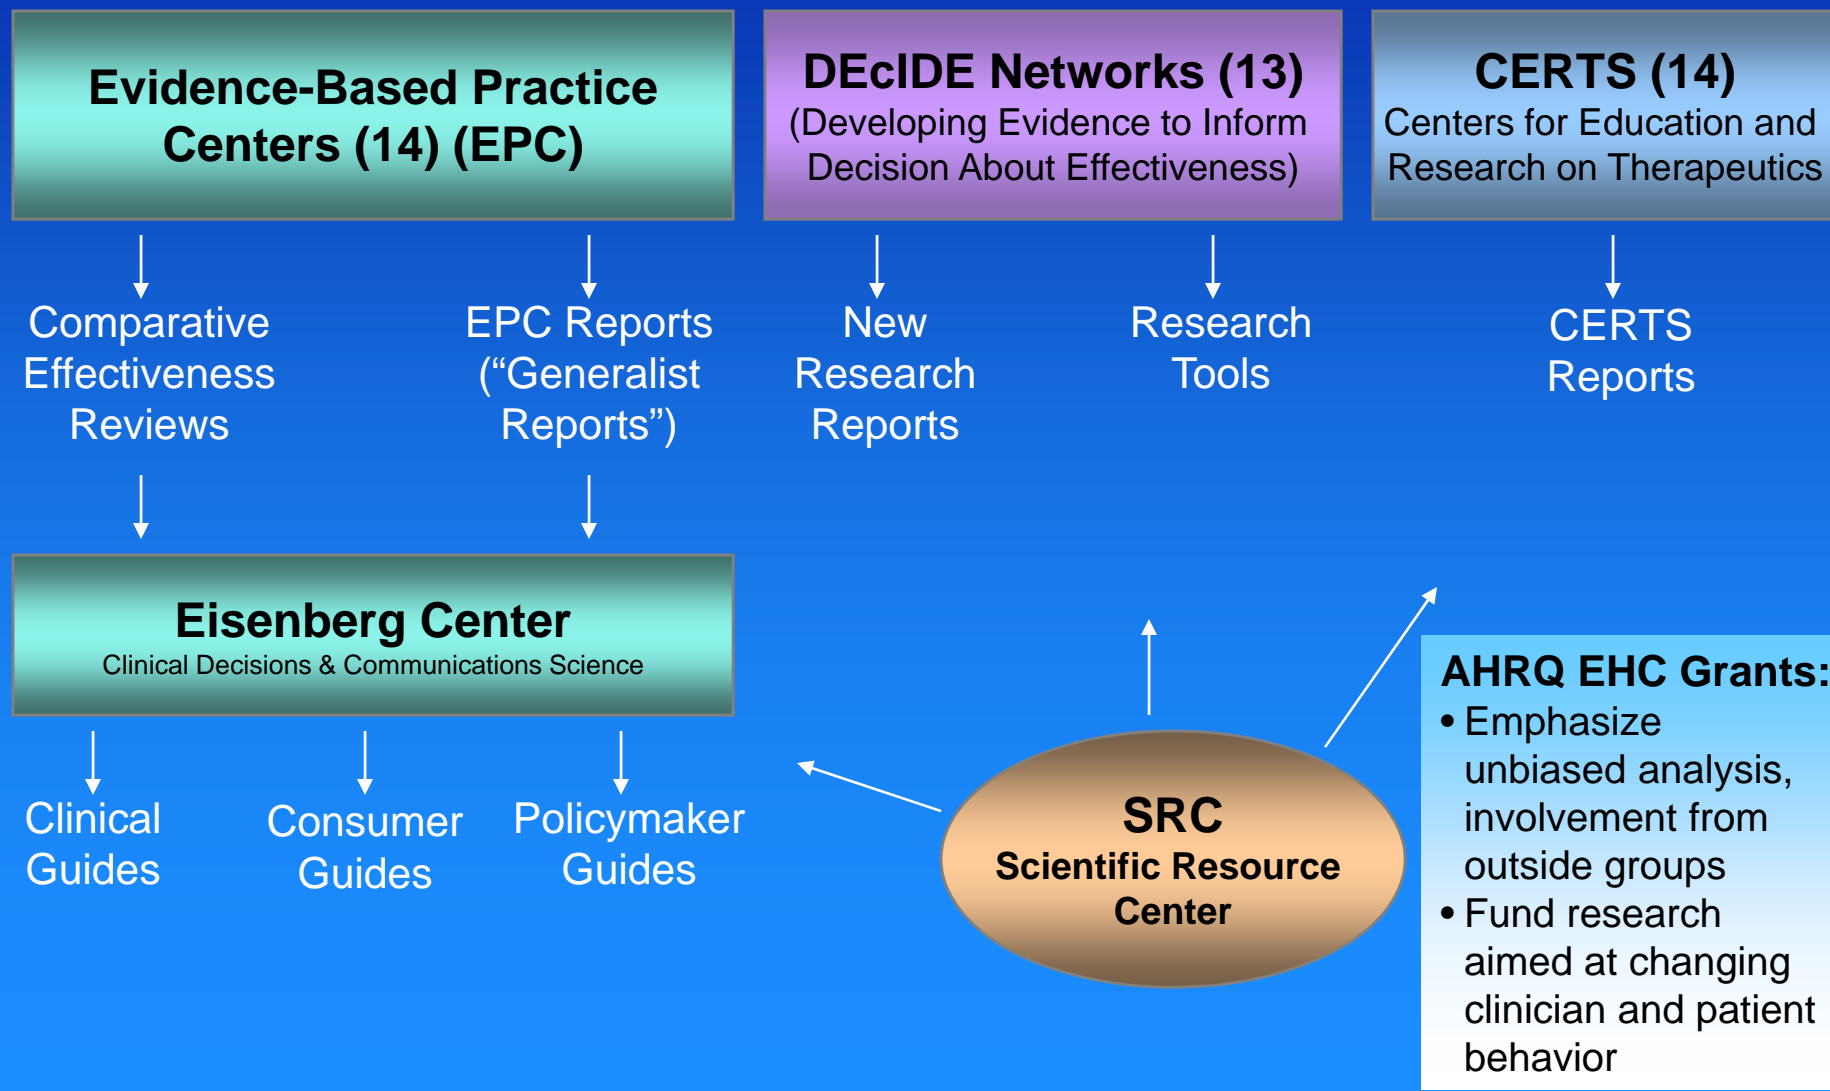 Evidence-Based Practice
Centers (14) (EPC)
DEcIDE Networks (13)
(Developing Evidence to Inform
Decision About Effectiveness)
CERTS (14)
Centers for Education and
Research on Therapeutics
Comparative
Effectiveness
Reviews
EPC Reports
(“Generalist
Reports”)
New
Research
Reports
Research
Tools
CERTS
Reports
Eisenberg Center
Clinical Decisions & Communications Science
Clinical
Guides
Consumer
Guides
Policymaker
Guides
SRC
Scientific Resource
Center
AHRQ EHC Grants:
• Emphasize
unbiased analysis,
involvement from
outside groups
• Fund research
aimed at changing
clinician and patient
behavior